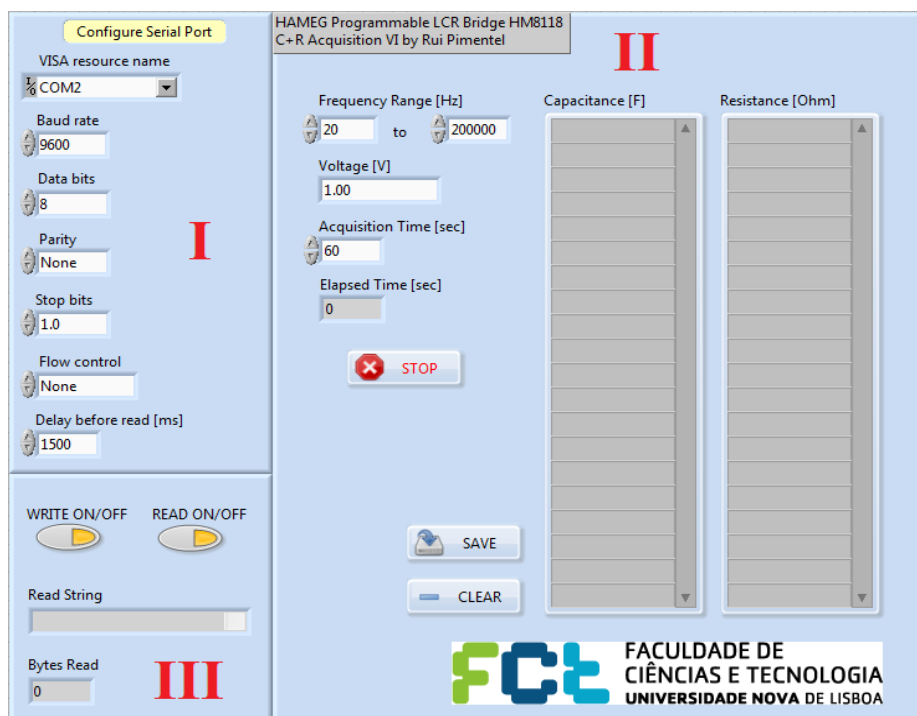 Configure Serial Port
VISA resource name
I/O COM2
Baud rate
9600
Data bits
8
Parity
None
Stop bits
1.0
Flow control
None
Delay before read [ms]
1500
I
HAMEG Programmable LCR Bridge HM8118
C+R Acquisition VI by Rui Pimentel
II
Frequency Range [Hz]
20 to 200000
Voltage [V]
1.00
Acquisition Time [sec]
60
Elapsed Time [sec]
0
STOP
SAVE
CLEAR
Capacitance [F]
Resistance [Ohm]
WRITE ON/OFF READ ON/OFF
Read String
Bytes Read
0
III
FCt
FACULDADE DE
CIÊNCIAS E TECNOLOGIA
UNIVERSIDADE NOVA DE LISBOA